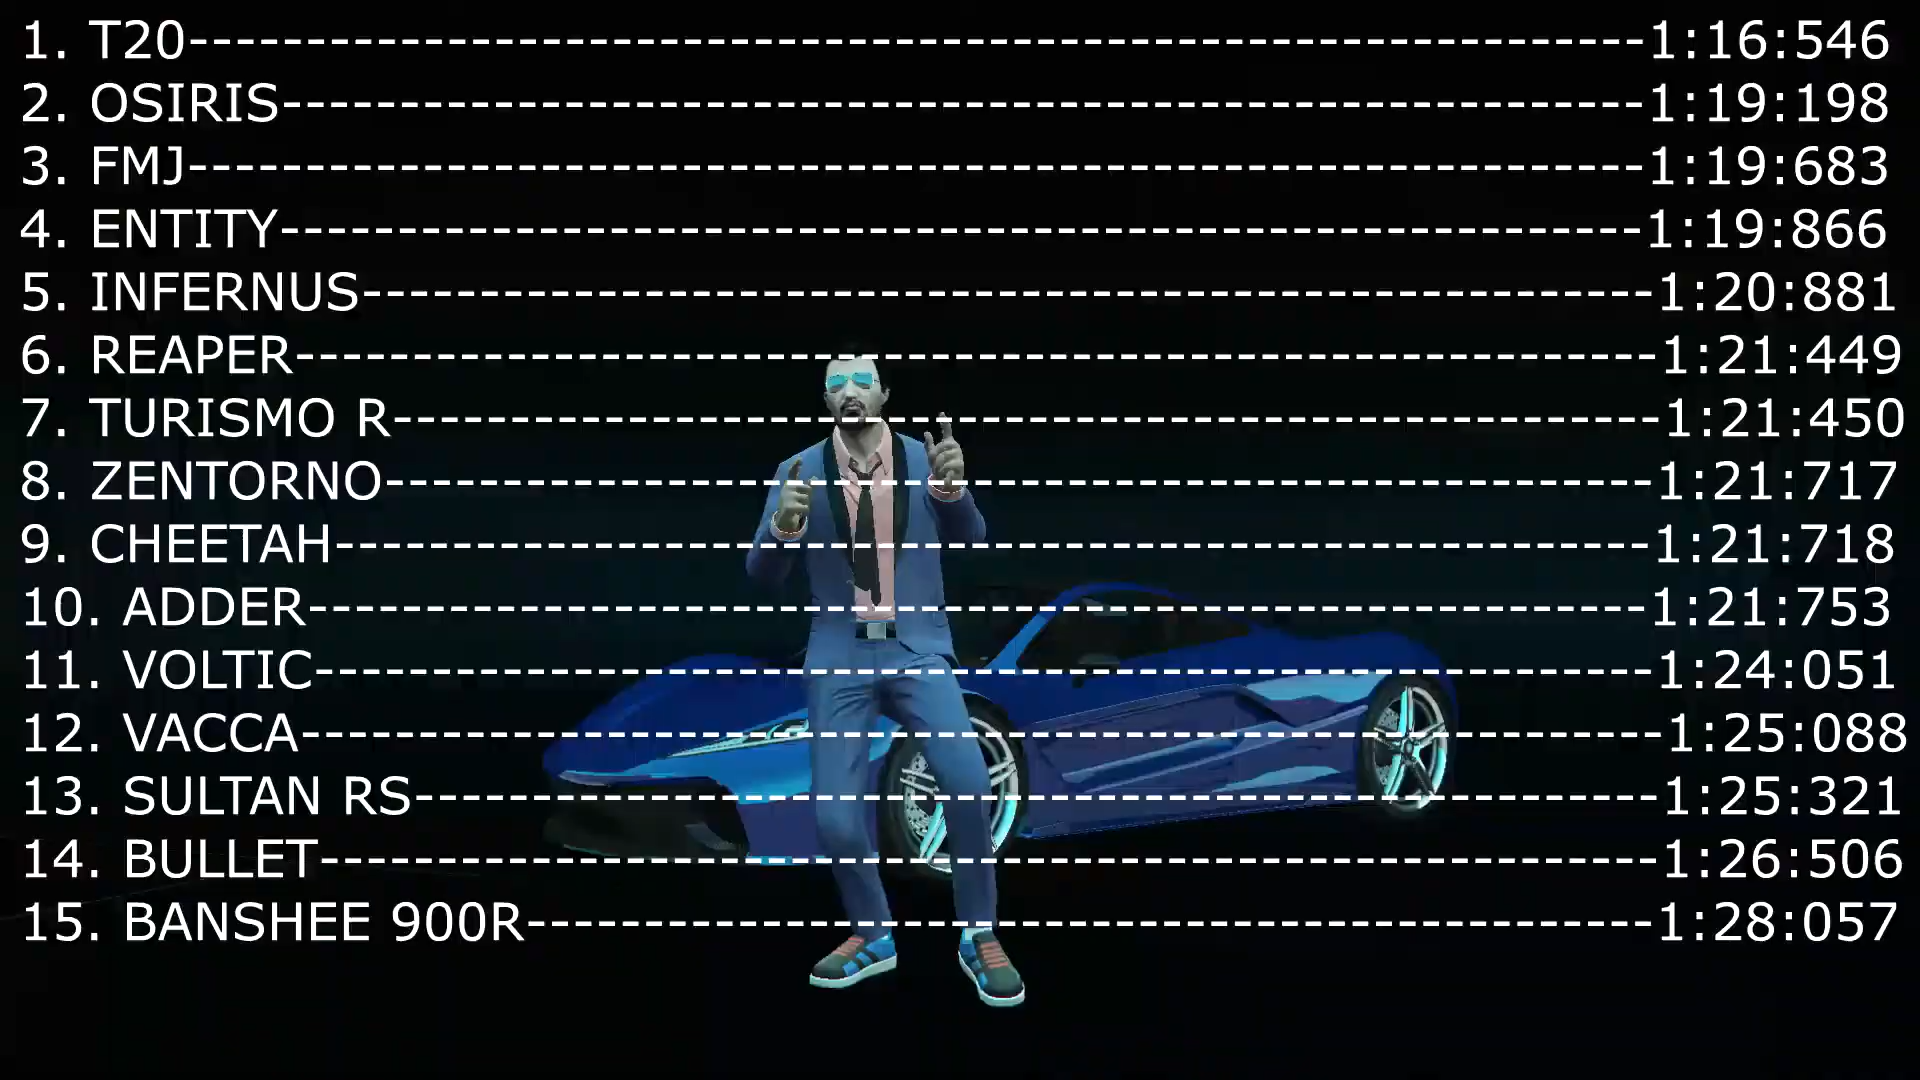 1. T20--------------------------------------------------------------1:16:546
2. OSIRIS----------------------------------------------------------1:19:198
3. FMJ--------------------------------------------------------------1:19:683
4. ENTITY----------------------------------------------------------1:19:866
5. INFERNUS-------------------------------------------------------1:20:881
6. REAPER----------------------------------------------------------1:21:449
7. TURISMO R------------------------------------------------------1:21:450
8. ZENTORNO------------------------------------------------------1:21:717
9. CHEETAH--------------------------------------------------------1:21:718
10. ADDER---------------------------------------------------------1:21:753
11. VOLTIC---------------------------------------------------------1:24:051
12. VACCA----------------------------------------------------------1:25:088
13. SULTAN RS-----------------------------------------------------1:25:321
14. BULLET---------------------------------------------------------1:26:506
15. BANSHEE 900R------------------------------------------------1:28:057